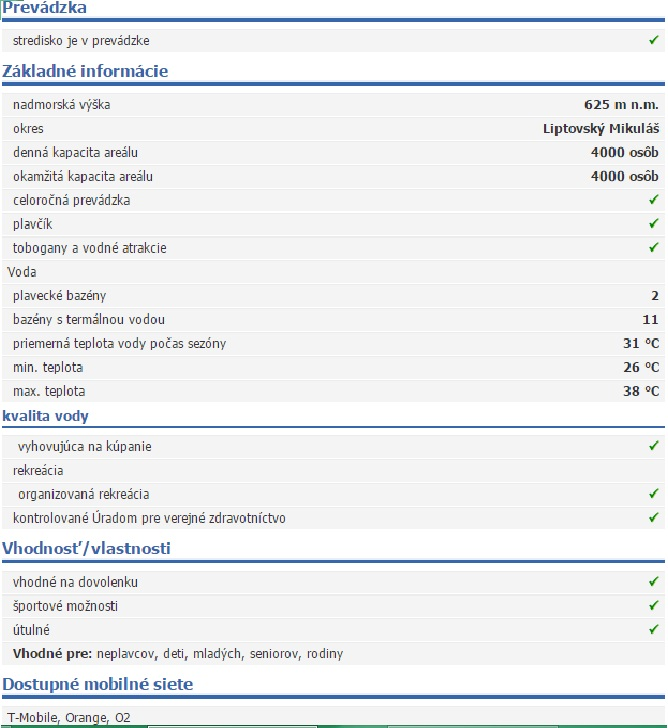 Prevádzka
stredisko je v prevádzke ✓
Základné informácie
nadmorská výška 625 m n.m.
okres Liptovský Mikuláš
denná kapacita areálu 4000 osôb
okamžitá kapacita areálu 4000 osôb
celoročná prevádzka ✓
plavčík ✓
tobogany a vodné atrakcie ✓
Voda
plavecké bazény 2
bazény s termálnou vodou 11
priemerná teplota vody počas sezóny 31 °C
min. teplota 26 °C
max. teplota 38 °C
kvalita vody
vyhovujúca na kúpanie ✓
rekreácia
organizovaná rekreácia ✓
kontrolované Úradom pre verejné zdravotníctvo ✓
Vhodnosť/vlastnosti
vhodné na dovolenku ✓
športové možnosti ✓
útulné ✓
Vhodné pre: neplavcov, deti, mladých, seniorov, rodiny
Dostupné mobilné siete
T-Mobile, Orange, O2